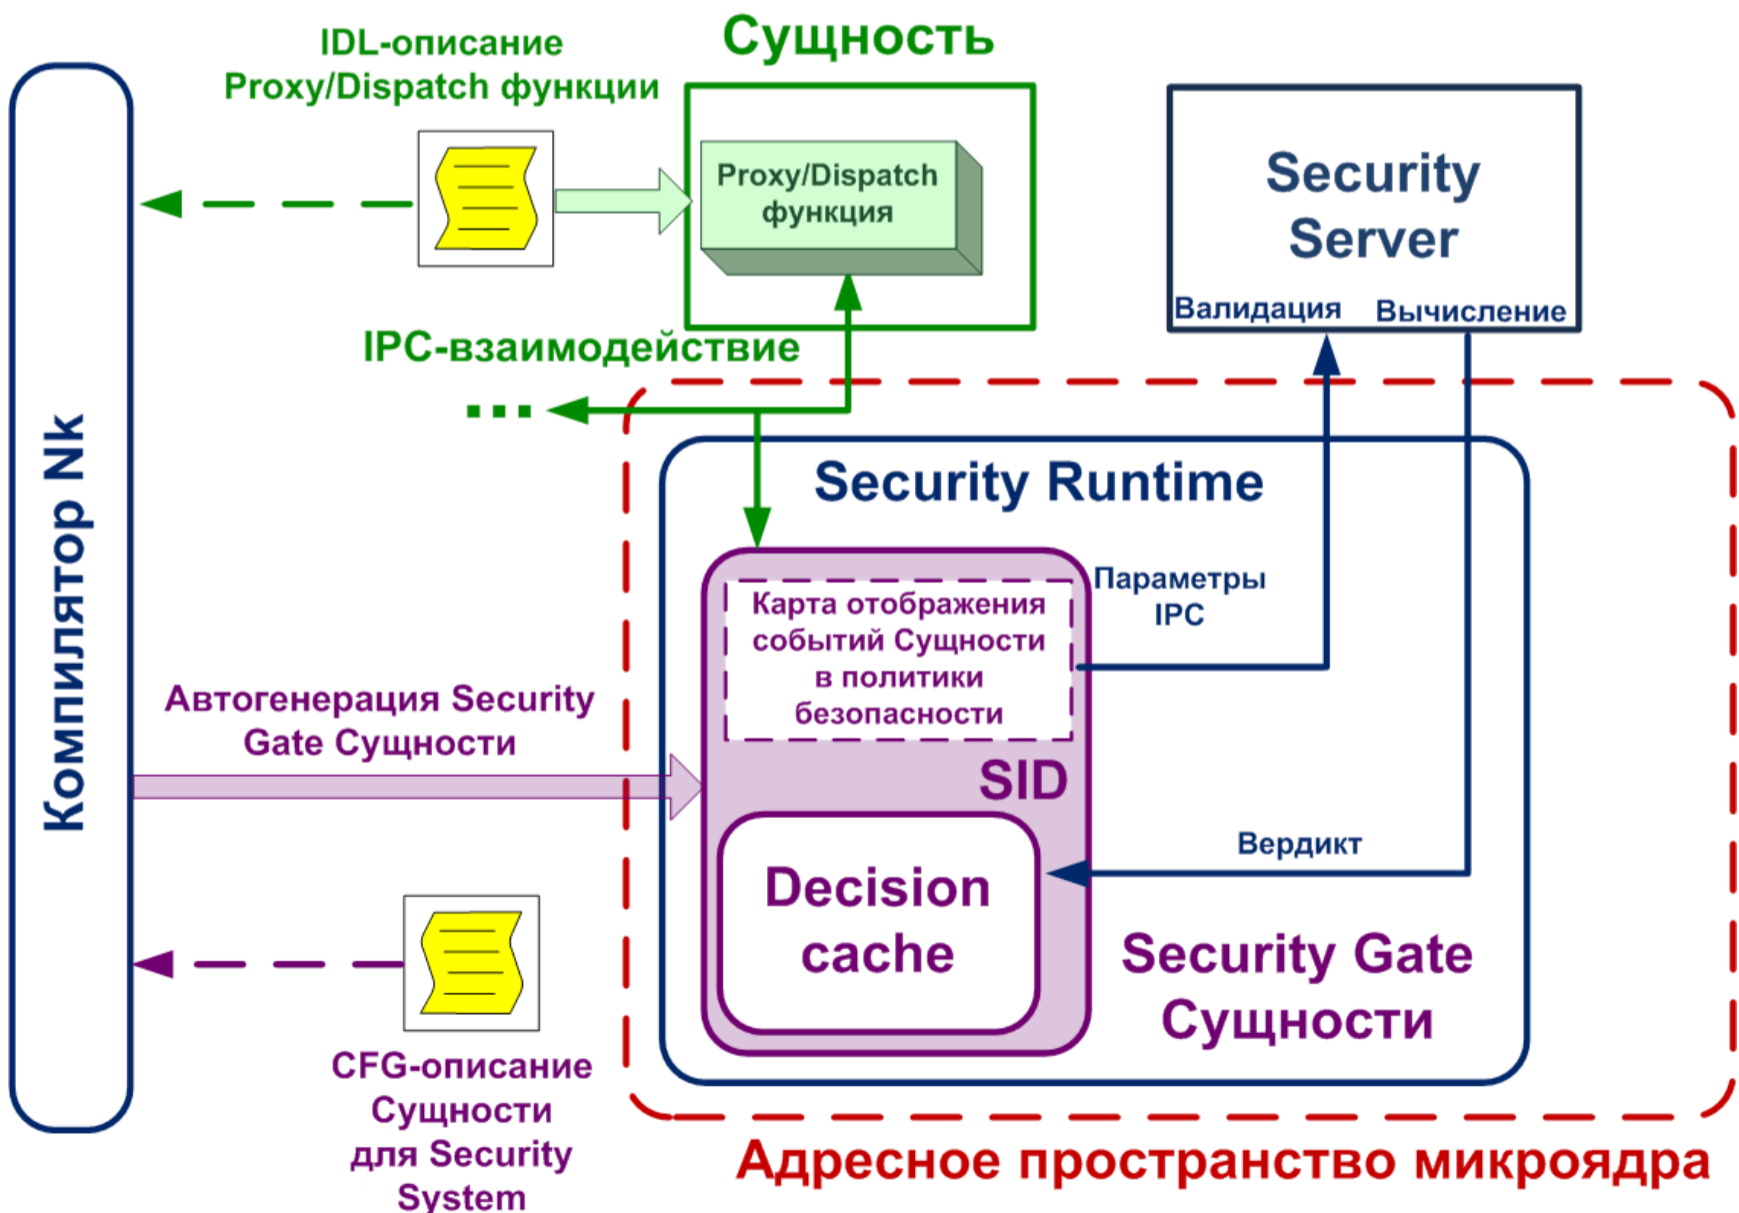 IDL-описание
Proxy/Dispatch функции
Сущность
Proxy/Dispatch
функция
Security
Server
Валидация
Вычисление
IPC-взаимодействие
...
Компилятор Nk
Security Runtime
Карта отображения
событий Сущности
в политики
безопасности
Параметры
IPC
Автогенерация Security
Gate Сущности
SID
Вердикт
Decision
cache
Security Gate
Сущности
CFG-описание
Сущности
для Security
System
Адресное пространство микроядра